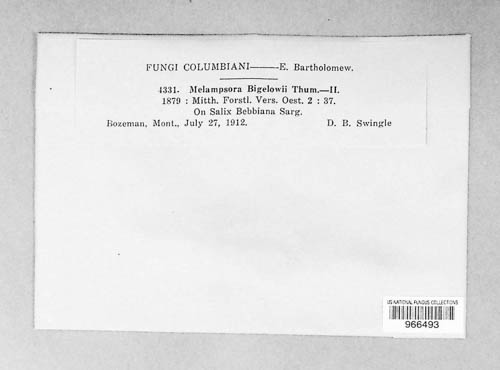 FUNGI COLUMBIANI——E. Bartholomew.
4331. Melampsora Bigelowii Thum.—II.
1879 : Mitth. Forstl. Vers. Oest. 2 : 37.
On Salix Bebbiana Sarg.
Bozeman, Mont., July 27, 1912. D. B. Swingle
US NATIONAL FUNGUS COLLECTIONS
966493